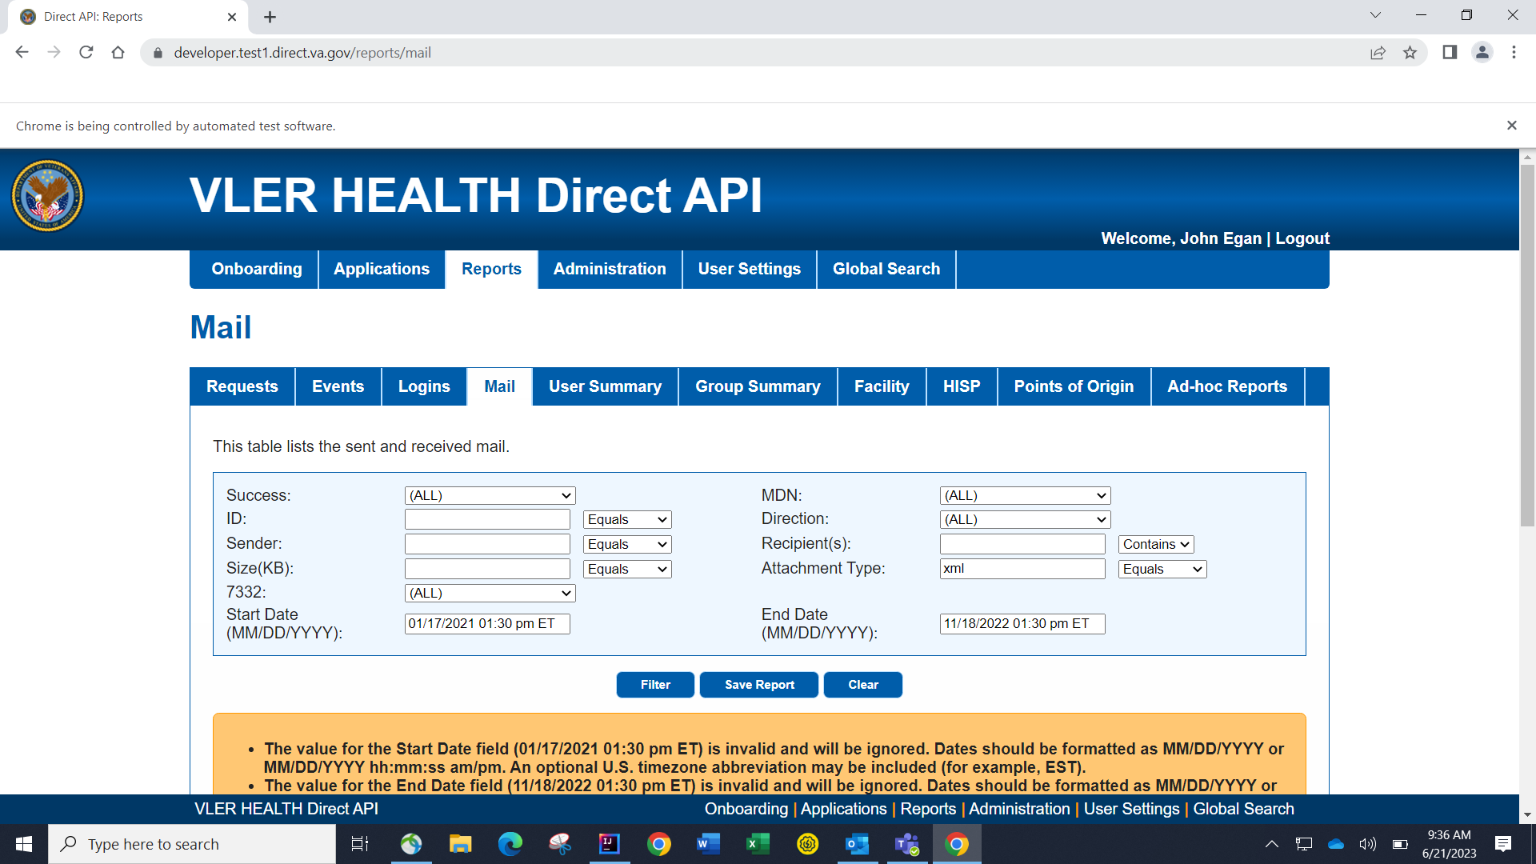 Direct API: Reports
developer.test1.direct.va.gov/reports/mail
Chrome is being controlled by automated test software.
VLER HEALTH Direct API
Welcome, John Egan | Logout
Onboarding Applications Reports Administration User Settings Global Search
Mail
Requests Events Logins Mail User Summary Group Summary Facility HISP Points of Origin Ad-hoc Reports
This table lists the sent and received mail.
Success: (ALL) MDN: (ALL)
ID: Equals Direction: (ALL)
Sender: Equals Recipient(s): Contains
Size(KB): Equals Attachment Type: xml Equals
7332: (ALL)
Start Date
(MM/DD/YYYY): 01/17/2021 01:30 pm ET End Date
(MM/DD/YYYY): 11/18/2022 01:30 pm ET
Filter Save Report Clear
• The value for the Start Date field (01/17/2021 01:30 pm ET) is invalid and will be ignored. Dates should be formatted as MM/DD/YYYY or
MM/DD/YYYY hh:mm:ss am/pm. An optional U.S. timezone abbreviation may be included (for example, EST).
• The value for the End Date field (11/18/2022 01:30 pm ET) is invalid and will be ignored. Dates should be formatted as MM/DD/YYYY or
VLER HEALTH Direct API Onboarding | Applications | Reports | Administration | User Settings | Global Search
Type here to search
9:36 AM
6/21/2023